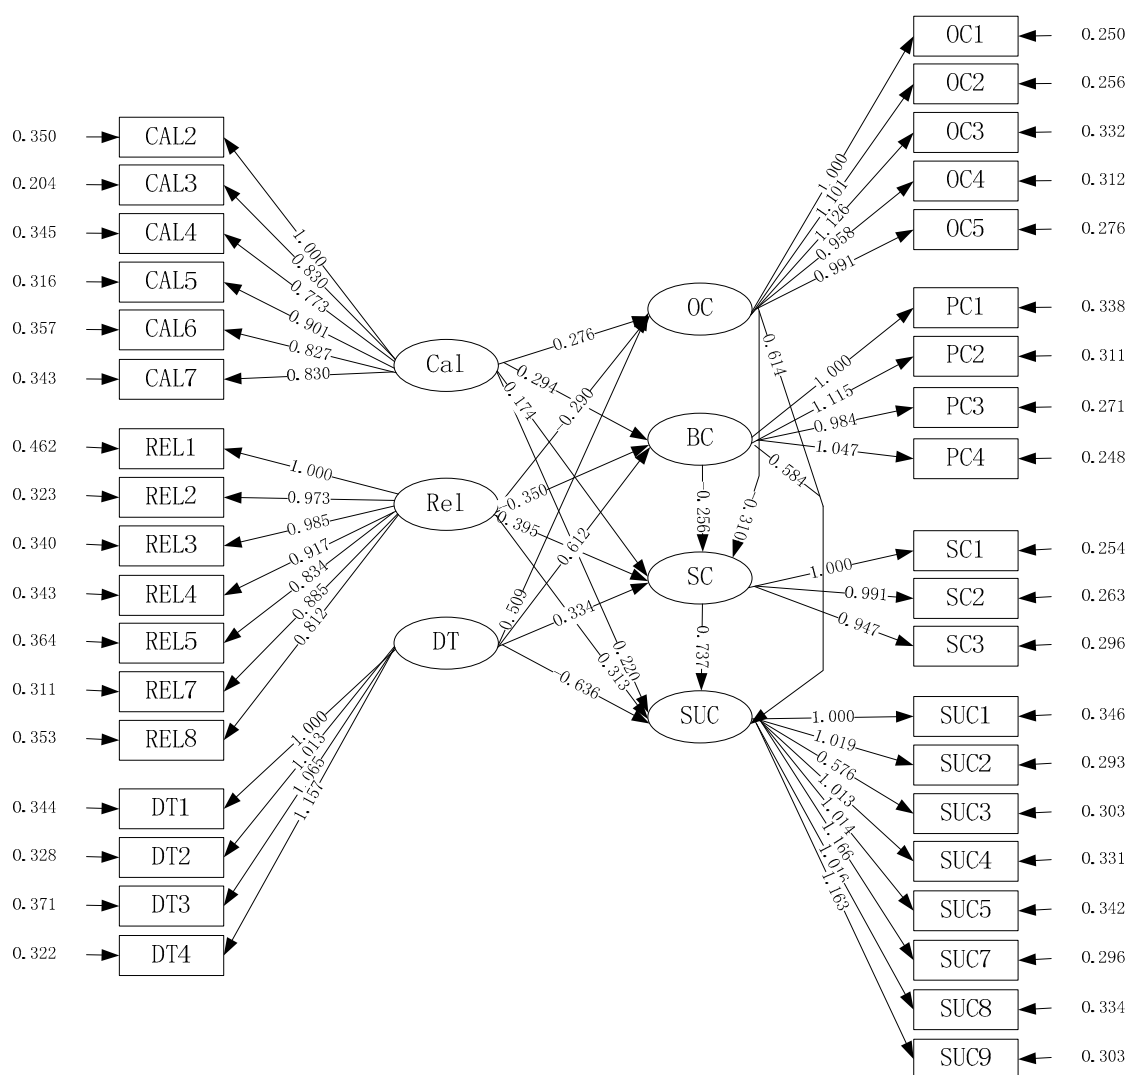 0.350 CAL2
0.204 CAL3
0.345 CAL4
0.316 CAL5
0.357 CAL6
0.343 CAL7
0.462 REL1
0.323 REL2
0.340 REL3
0.343 REL4
0.364 REL5
0.311 REL7
0.353 REL8
0.344 DT1
0.328 DT2
0.371 DT3
0.322 DT4
1.000
0.830
0.773
0.901
0.827
0.830
1.000
0.973
0.985
0.917
0.834
0.885
0.812
1.000
1.013
1.065
1.157
Cal
Rel
DT
0.276
0.294
0.174
0.290
0.350
0.395
0.612
0.509
0.334
0.220
0.313
0.636
OC
BC
SC
SUC
0.256
0.310
0.737
0.614
0.584
1.000
1.101
1.126
0.958
0.991
1.000
1.115
0.984
1.047
1.000
0.991
0.947
1.000
1.019
0.576
1.013
1.014
1.166
1.016
1.163
OC1 0.250
OC2 0.256
OC3 0.332
OC4 0.312
OC5 0.276
PC1 0.338
PC2 0.311
PC3 0.271
PC4 0.248
SC1 0.254
SC2 0.263
SC3 0.296
SUC1 0.346
SUC2 0.293
SUC3 0.303
SUC4 0.331
SUC5 0.342
SUC7 0.296
SUC8 0.334
SUC9 0.303